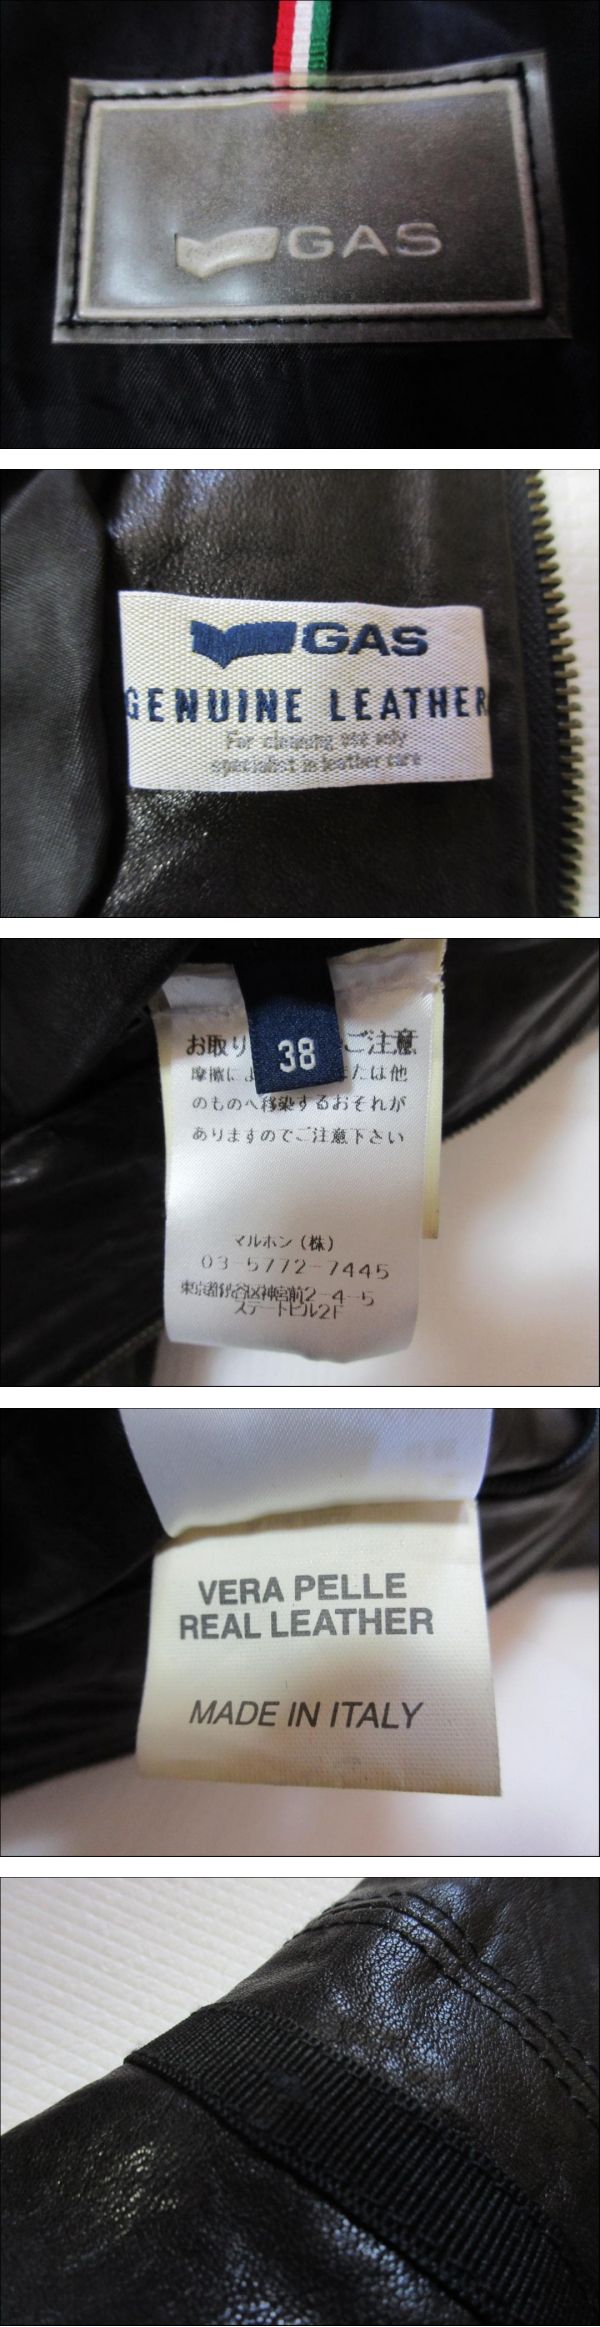 GAS
GAS
GENUINE LEATHER
For cleaning use only
specialist in leather care
38
お取り ご注意
摩擦によ または他
のものへ移染するおそれが
ありますのでご注意下さい
マルホン(株)
03-5772-7445
東京都渋谷区神宮前2-4-5
ステートビル2F
VERA PELLE
REAL LEATHER
MADE IN ITALY